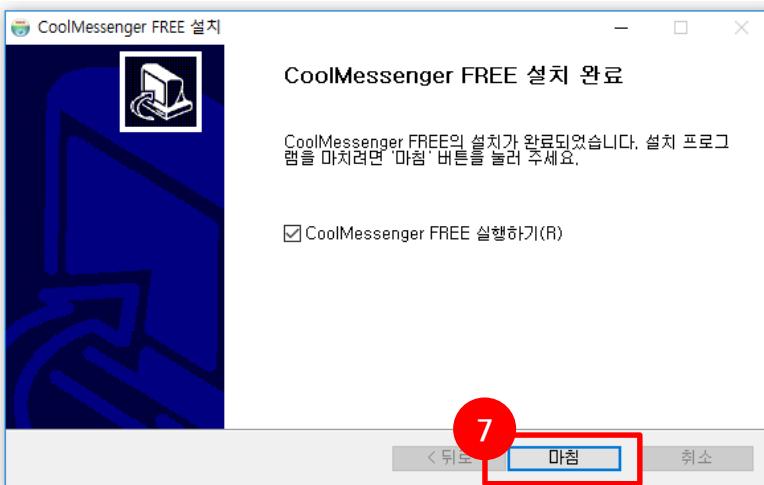 CoolMessenger FREE 설치
CoolMessenger FREE 설치 완료
CoolMessenger FREE의 설치가 완료되었습니다. 설치 프로그
램을 마치려면 '마침' 버튼을 눌러 주세요.
CoolMessenger FREE 실행하기(R)
7
< 뒤로 마침 취소